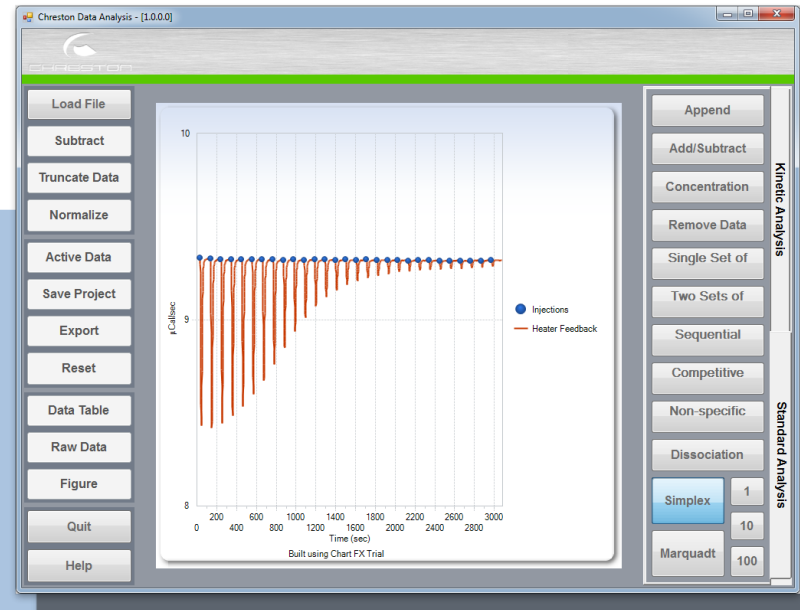 Chreston Data Analysis - [1.0.0.0]
CHRESTON
Load File
Subtract
Truncate Data
Normalize
Active Data
Save Project
Export
Reset
Data Table
Raw Data
Figure
Quit
Help
10
9
8
µCal/sec
200 600 1000 1400 1800 2200 2600 3000
0 400 800 1200 1600 2000 2400 2800
Time (sec)
Built using Chart FX Trial
Injections
Heater Feedback
Append
Add/Subtract
Concentration
Remove Data
Single Set of
Two Sets of
Sequential
Competitive
Non-specific
Dissociation
Simplex
Marquadt
1
10
100
Kinetic Analysis
Standard Analysis